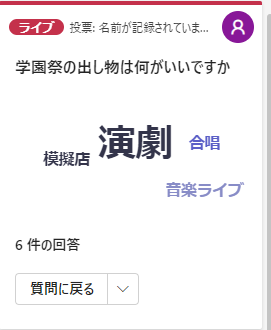 ライブ 投票: 名前が記録されていま...
学園祭の出し物は何がいいですか
演劇 合唱
模擬店
音楽ライブ
6 件の回答
質問に戻る